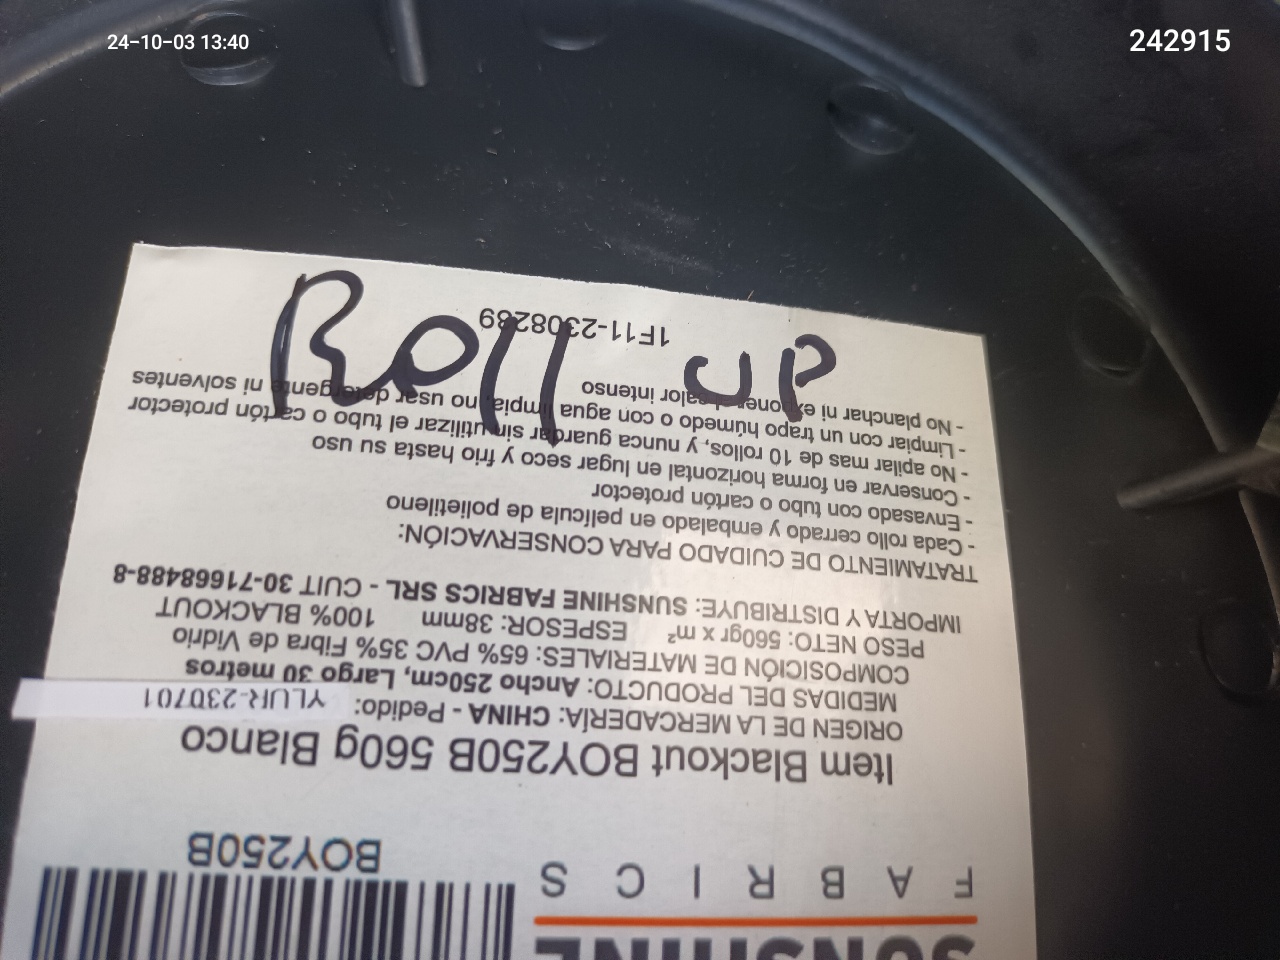 24-10-03 13:40
242915
SUNSHINE
FABRICS
BOY250B
Item Blackout BOY250B 560g Blanco
ORIGEN DE LA MERCADERÍA: CHINA - Pedido: YLUR-230701
MEDIDAS DEL PRODUCTO: Ancho 250cm, Largo 30 metros
COMPOSICIÓN DE MATERIALES: 65% PVC 35% Fibra de Vidrio
PESO NETO: 560gr x m² ESPESOR: 38mm 100% BLACKOUT
IMPORTA Y DISTRIBUYE: SUNSHINE FABRICS SRL - CUIT 30-71668488-8
TRATAMIENTO DE CUIDADO PARA CONSERVACIÓN:
- Cada rollo cerrado y embalado en película de polietileno
- Envasado con tubo o cartón protector
- Conservar en forma horizontal en lugar seco y frio hasta su uso
- No apilar mas de 10 rollos, y nunca guardar sin utilizar el tubo o cartón protector
- Limpiar con un trapo húmedo o con agua limpia, no usar detergente ni solventes
- No planchar ni exponer al calor intenso
1F11-2308289
Roll up